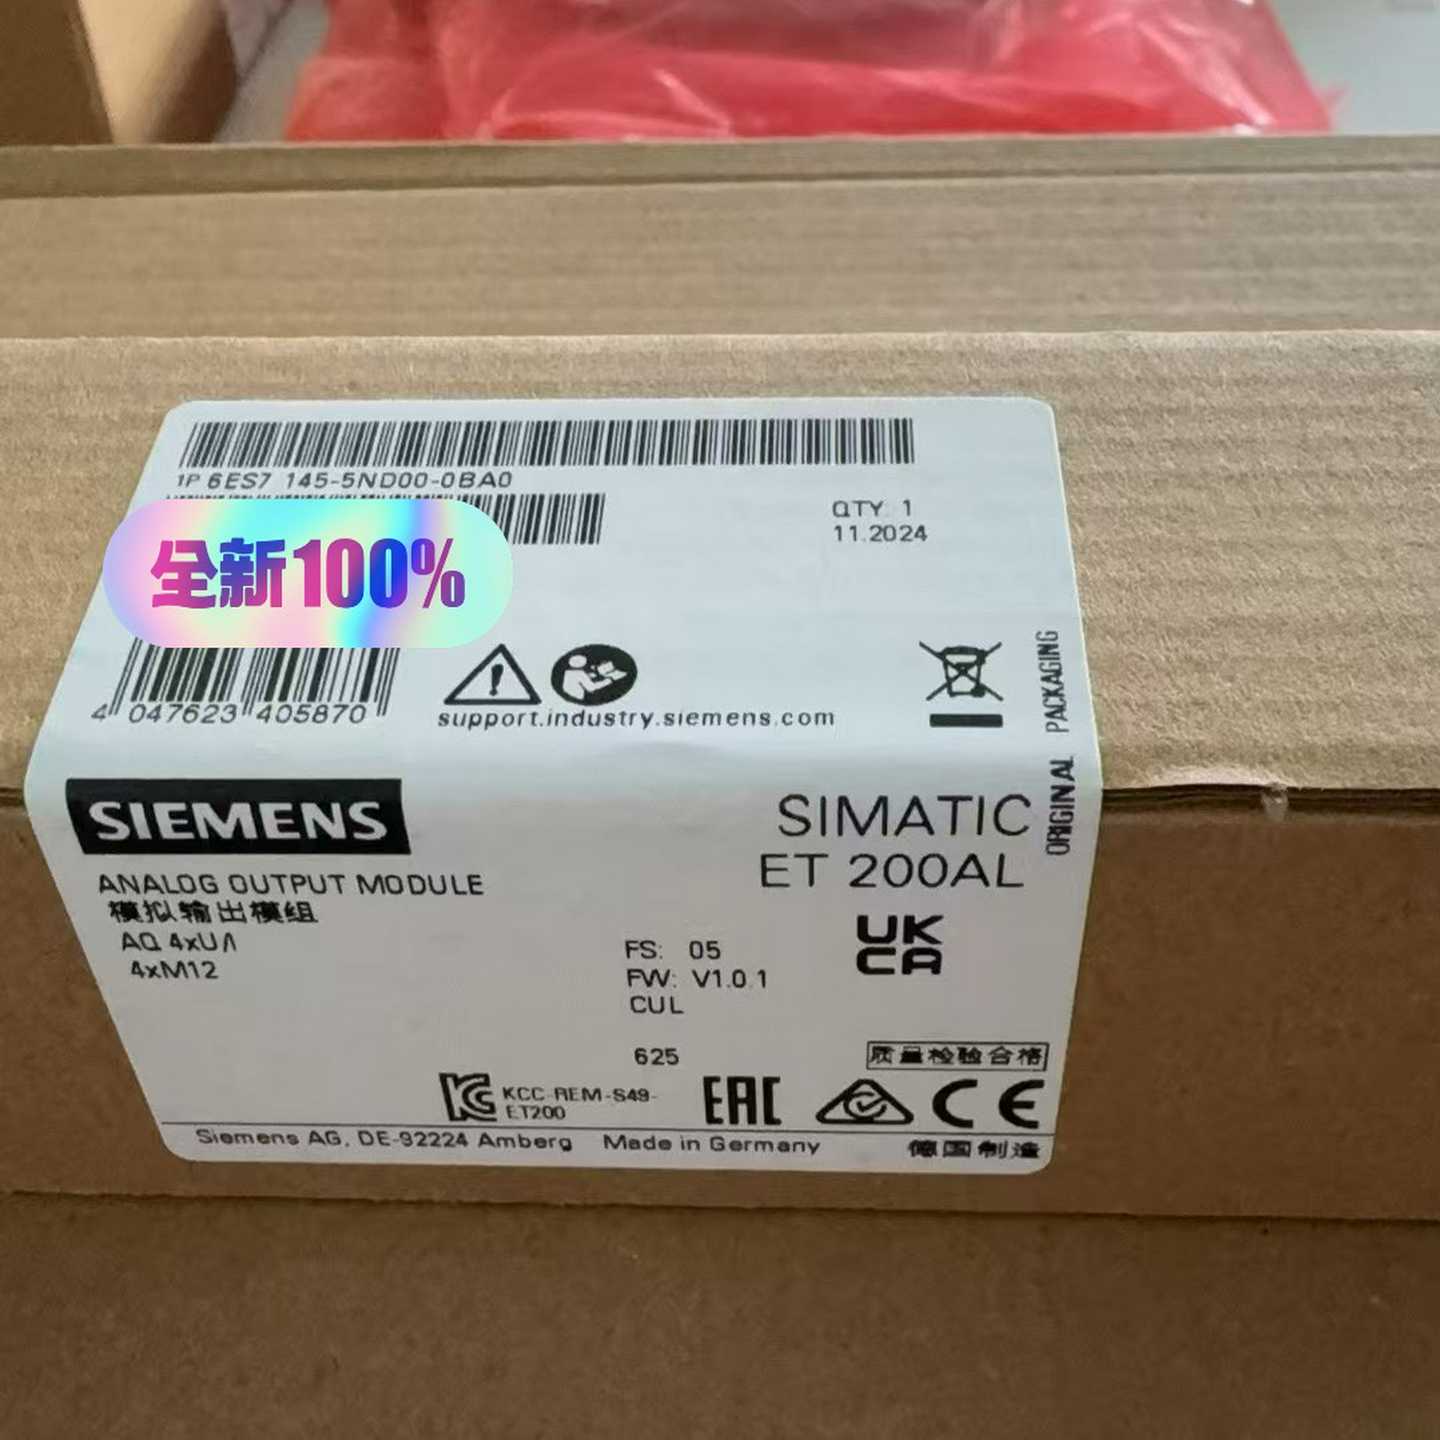 1P 6ES7 145-5ND00-0BA0
QTY: 1
11.2024
全新100%
4 047623 405870
support.industry.siemens.com
ORIGINAL PACKAGING
SIEMENS
SIMATIC
ET 200AL
ANALOG OUTPUT MODULE
模拟输出模组
AQ 4xU/I
4xM12
FS: 05
FW: V1.0.1
CUL
UK
CA
625
质量检验合格
KCC-REM-S49-
ET200
EAC
CE
Siemens AG, DE-92224 Amberg Made in Germany 德国制造